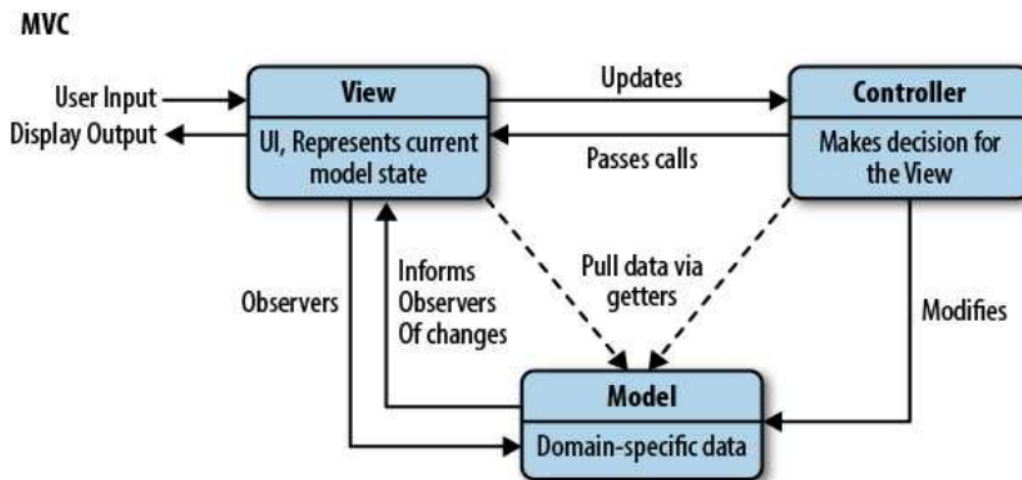 MVC
User Input
Display Output
View
UI, Represents current
model state
Updates
Passes calls
Controller
Makes decision for
the View
Observers
Informs
Observers
Of changes
Pull data via
getters
Modifies
Model
Domain-specific data